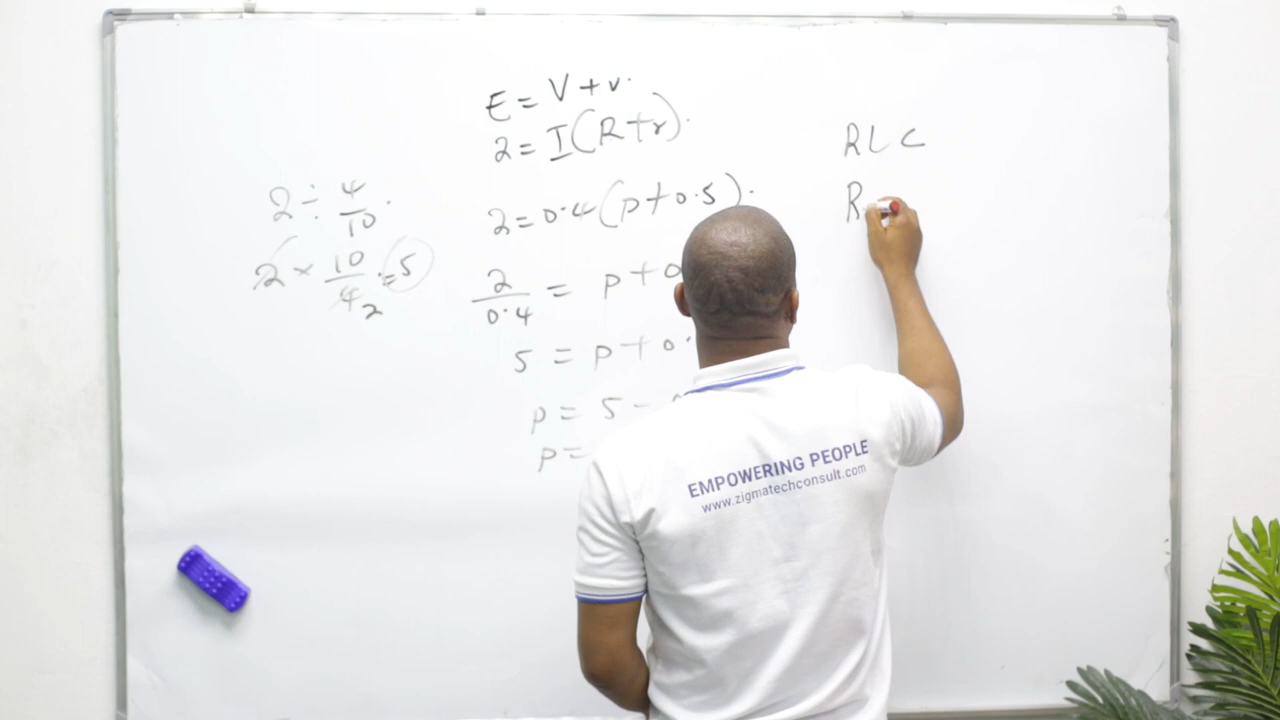 2 ÷ 4/10 .
2 × 10/4 = 5
2
E = V + v.
2 = I(R+r).
2 = 0.4(p+0.5).
2/0.4 = p + 0
5 = p + 0.
p = 5 -
p =
RLC
R
EMPOWERING PEOPLE
www.zigmatechconsult.com